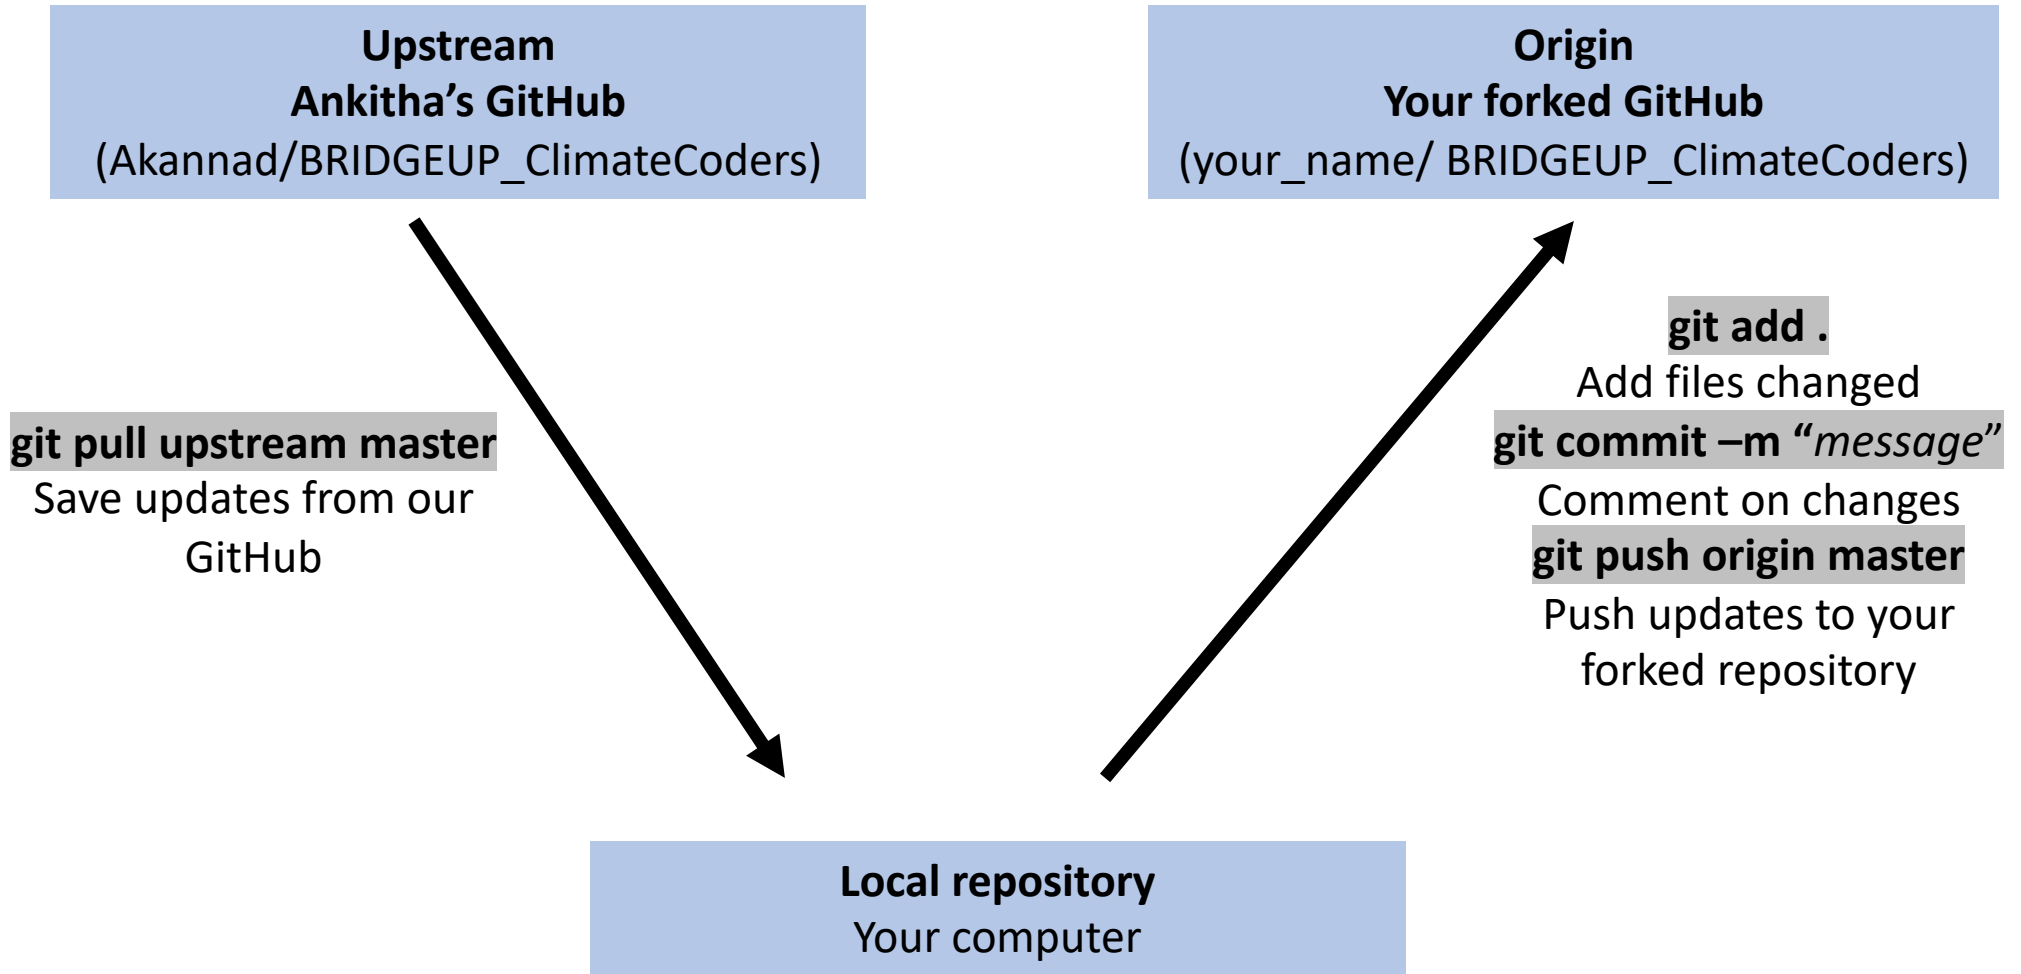 Upstream
Ankitha’s GitHub
(Akannad/BRIDGEUP_ClimateCoders)
Origin
Your forked GitHub
(your_name/ BRIDGEUP_ClimateCoders)
git pull upstream master
Save updates from our
GitHub
git add .
Add files changed
git commit –m “message”
Comment on changes
git push origin master
Push updates to your
forked repository
Local repository
Your computer